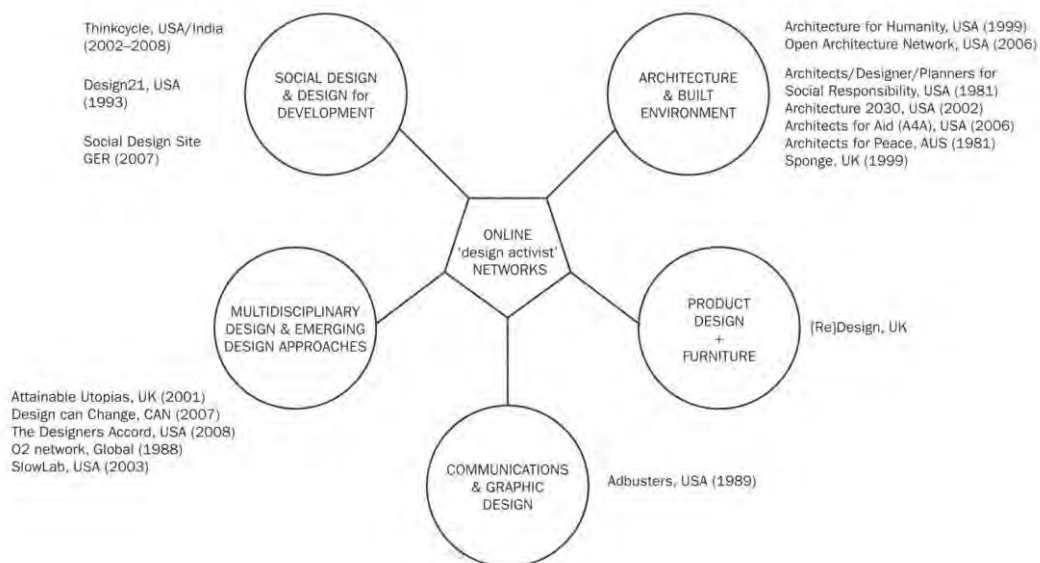 Thinkcycle, USA/India
(2002–2008)
Design21, USA
(1993)
Social Design Site
GER (2007)
SOCIAL DESIGN
& DESIGN for
DEVELOPMENT
ARCHITECTURE
& BUILT
ENVIRONMENT
Architecture for Humanity, USA (1999)
Open Architecture Network, USA (2006)
Architects/Designer/Planners for
Social Responsibility, USA (1981)
Architecture 2030, USA (2002)
Architects for Aid (A4A), USA (2006)
Architects for Peace, AUS (1981)
Sponge, UK (1999)
ONLINE
'design activist'
NETWORKS
MULTIDISCIPLINARY
DESIGN & EMERGING
DESIGN APPROACHES
Attainable Utopias, UK (2001)
Design can Change, CAN (2007)
The Designers Accord, USA (2008)
O2 network, Global (1988)
SlowLab, USA (2003)
PRODUCT
DESIGN
+
FURNITURE
[Re]Design, UK
COMMUNICATIONS
& GRAPHIC
DESIGN
Adbusters, USA (1989)